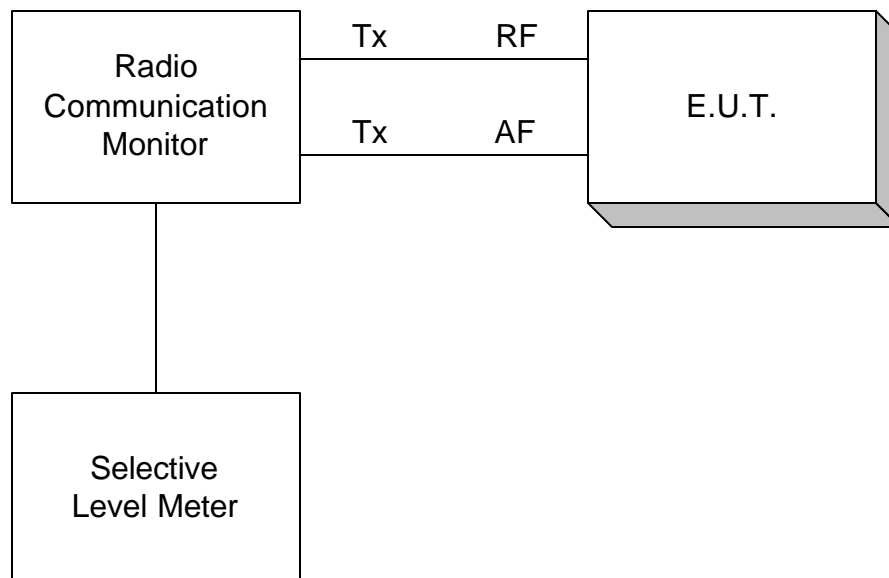 Tx RF
Radio
Communication
Monitor
E.U.T.
Tx AF
Selective
Level Meter